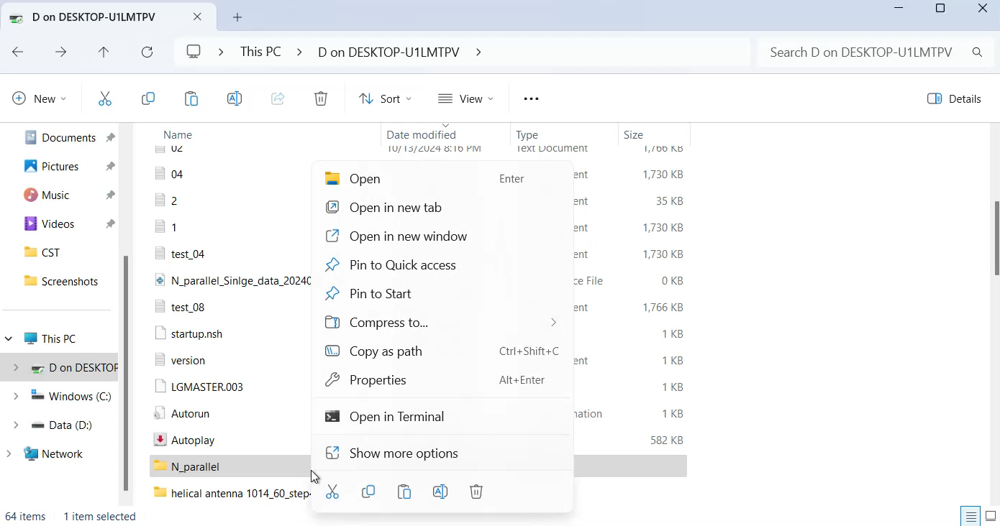 D on DESKTOP-U1LMTPV
This PC > D on DESKTOP-U1LMTPV >
Search D on DESKTOP-U1LMTPV
New
Sort
View
Details
Documents
Pictures
Music
Videos
CST
Screenshots
This PC
D on DESKTOP
Windows (C:)
Data (D:)
Network
Name Date modified Type Size
02 10/13/2024 8:16 PM Text Document 1,766 KB
04 ent 1,730 KB
2 ent 35 KB
1 ent 1,730 KB
test_04 ent 1,730 KB
N_parallel_Sinlge_data_20240 ce File 0 KB
test_08 ent 1,766 KB
startup.nsh 1 KB
version ent 1 KB
LGMASTER.003 1 KB
Autorun nation 1 KB
Autoplay 582 KB
N_parallel
helical antenna 1014_60_step
Open Enter
Open in new tab
Open in new window
Pin to Quick access
Pin to Start
Compress to...
Copy as path Ctrl+Shift+C
Properties Alt+Enter
Open in Terminal
Show more options
64 items 1 item selected